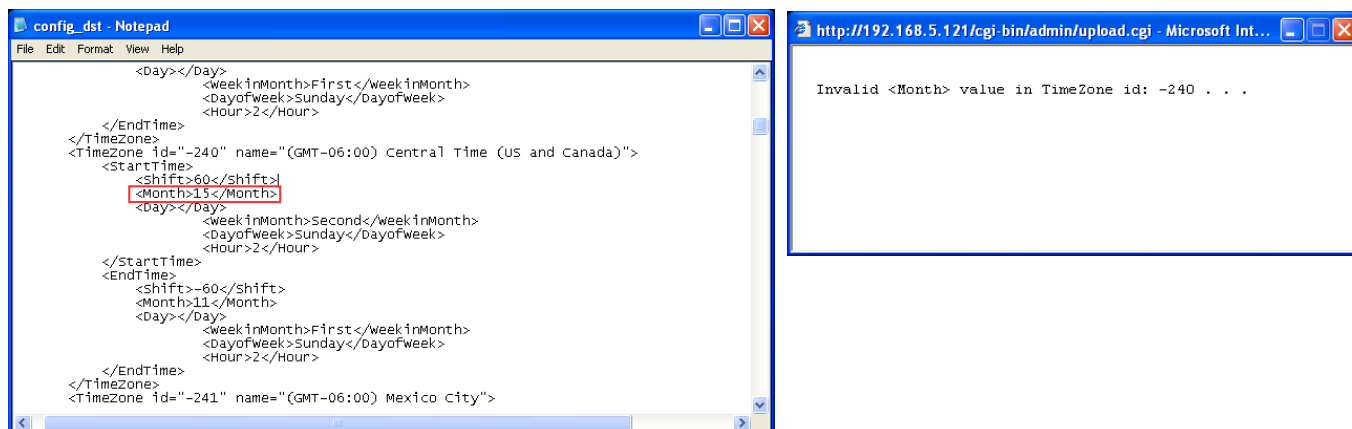 config_dst - Notepad
File Edit Format View Help
<Day></Day>
<WeekinMonth>First</WeekinMonth>
<DayofWeek>Sunday</DayofWeek>
<Hour>2</Hour>
</EndTime>
</TimeZone>
<TimeZone id="-240" name="(GMT-06:00) Central Time (US and Canada)">
<StartTime>
<Shift>60</Shift>
<Month>15</Month>
<Day></Day>
<WeekinMonth>Second</WeekinMonth>
<DayofWeek>Sunday</DayofWeek>
<Hour>2</Hour>
</StartTime>
<EndTime>
<Shift>-60</Shift>
<Month>11</Month>
<Day></Day>
<WeekinMonth>First</WeekinMonth>
<DayofWeek>Sunday</DayofWeek>
<Hour>2</Hour>
</EndTime>
</TimeZone>
<TimeZone id="-241" name="(GMT-06:00) Mexico City">
http://192.168.5.121/cgi-bin/admin/upload.cgi - Microsoft Int...
Invalid <Month> value in TimeZone id: -240 . . .